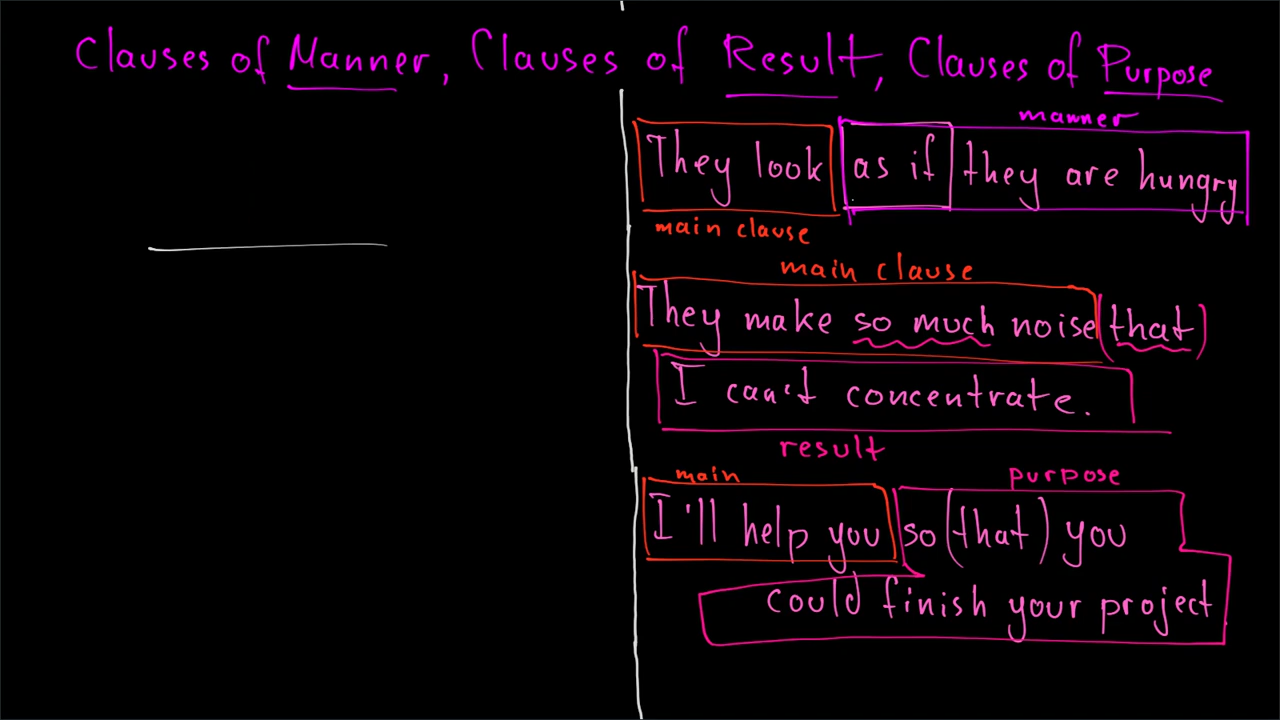 Clauses of Manner, Clauses of Result, Clauses of Purpose
manner
They look as if they are hungry
main clause
main clause
They make so much noise (that)
I can't concentrate.
result
main purpose
I'll help you so (that) you
could finish your project